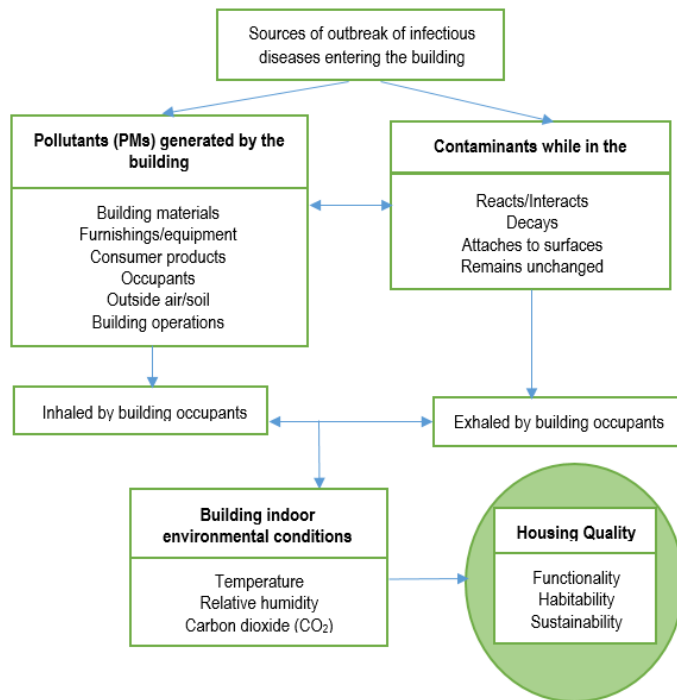 Sources of outbreak of infectious
diseases entering the building
Pollutants (PMs) generated by the
building
Building materials
Furnishings/equipment
Consumer products
Occupants
Outside air/soil
Building operations
Contaminants while in the
Reacts/Interacts
Decays
Attaches to surfaces
Remains unchanged
Inhaled by building occupants
Exhaled by building occupants
Building indoor
environmental conditions
Temperature
Relative humidity
Carbon dioxide (CO₂)
Housing Quality
Functionality
Habitability
Sustainability